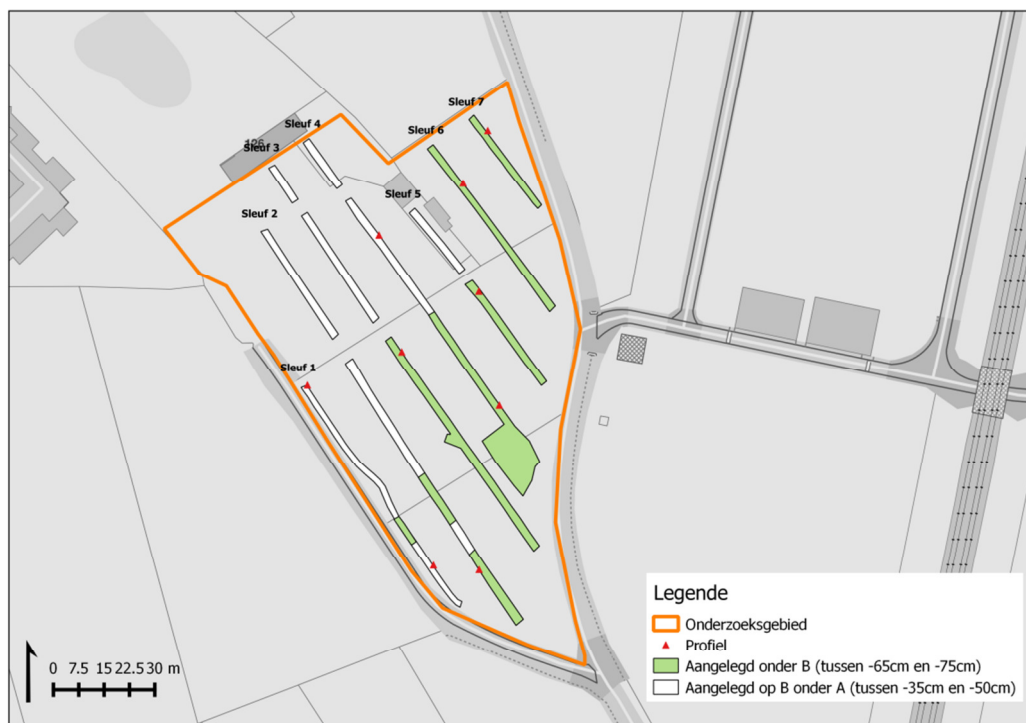 Sleuf 7
Sleuf 6
Sleuf 4
126
Sleuf 3
Sleuf 5
Sleuf 2
Sleuf 1
Legende
Onderzoeksgebied
Profiel
Aangelegd onder B (tussen -65cm en -75cm)
Aangelegd op B onder A (tussen -35cm en -50cm)
0 7.5 15 22.5 30 m